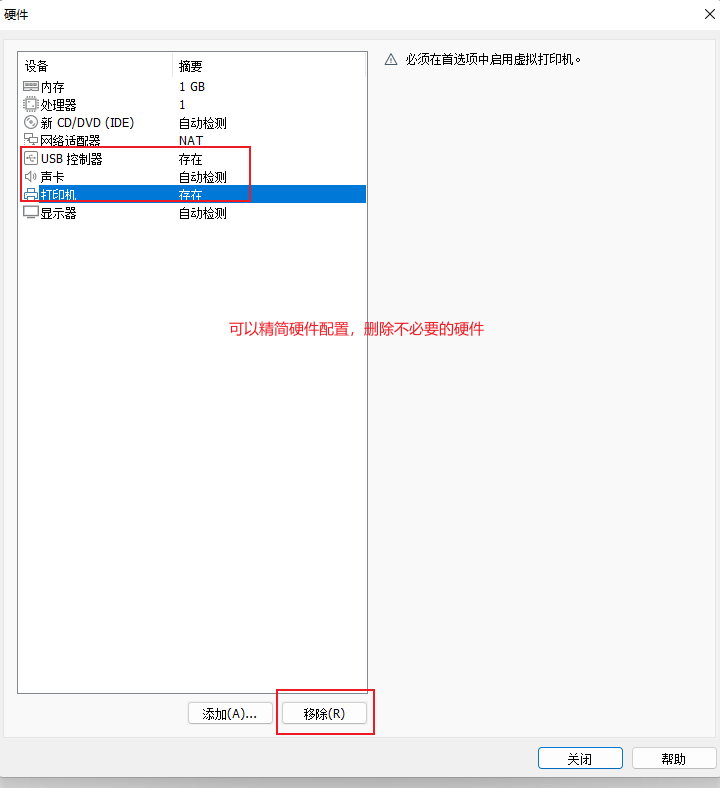 硬件
设备 摘要
内存 1 GB
处理器 1
新 CD/DVD (IDE) 自动检测
网络适配器 NAT
USB 控制器 存在
声卡 自动检测
打印机 存在
显示器 自动检测
必须在首选项中启用虚拟打印机。
可以精简硬件配置，删除不必要的硬件
添加(A)... 移除(R)
关闭 帮助